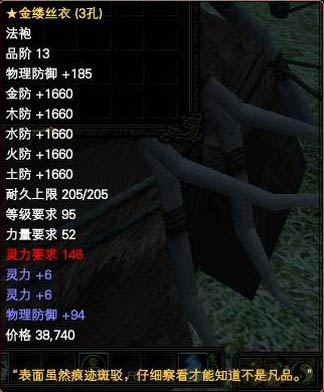 ★金缕丝衣 (3孔)
法袍
品阶 13
物理防御 +185
金防 +1660
木防 +1660
水防 +1660
火防 +1660
土防 +1660
耐久上限 205/205
等级要求 95
力量要求 52
灵力要求 146
灵力 +6
灵力 +6
物理防御 +94
价格 38,740
“表面虽然痕迹斑驳，仔细察看才能知道不是凡品。”